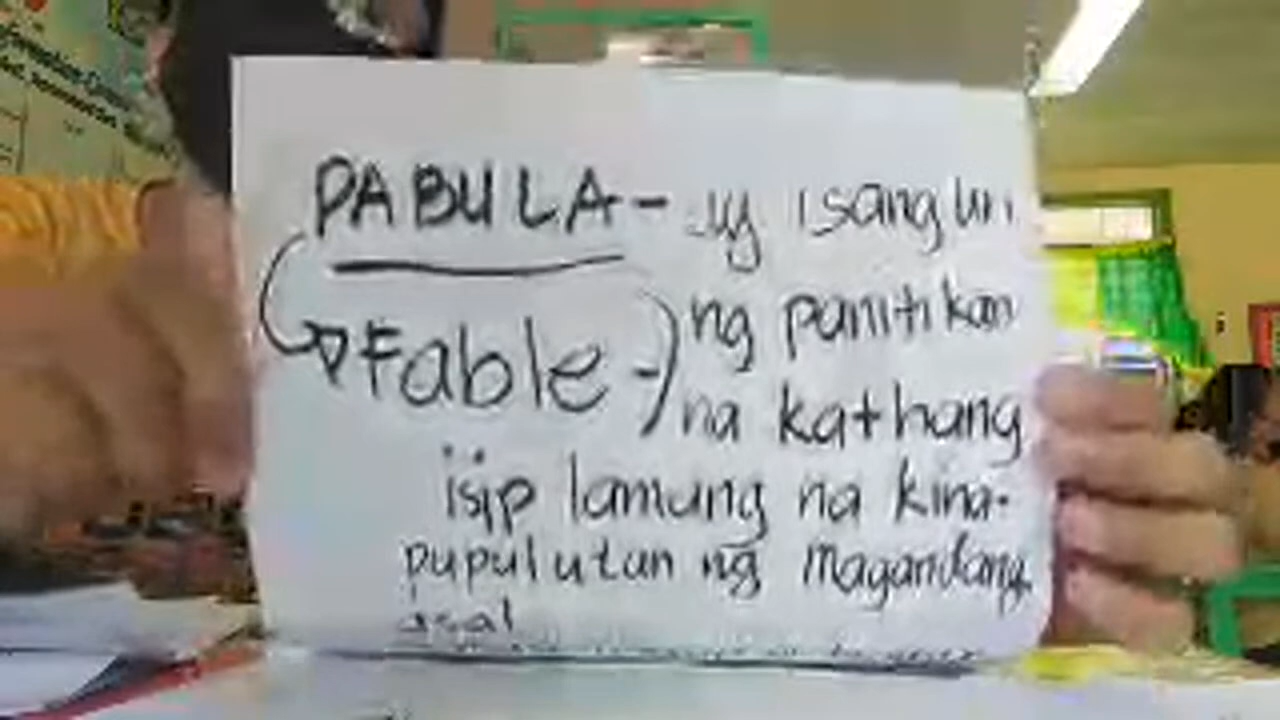 PABULA- ay isang uri
Fable - ng panitikan
na kathang
isip lamang na kina-
pupulutan ng magandang
asal